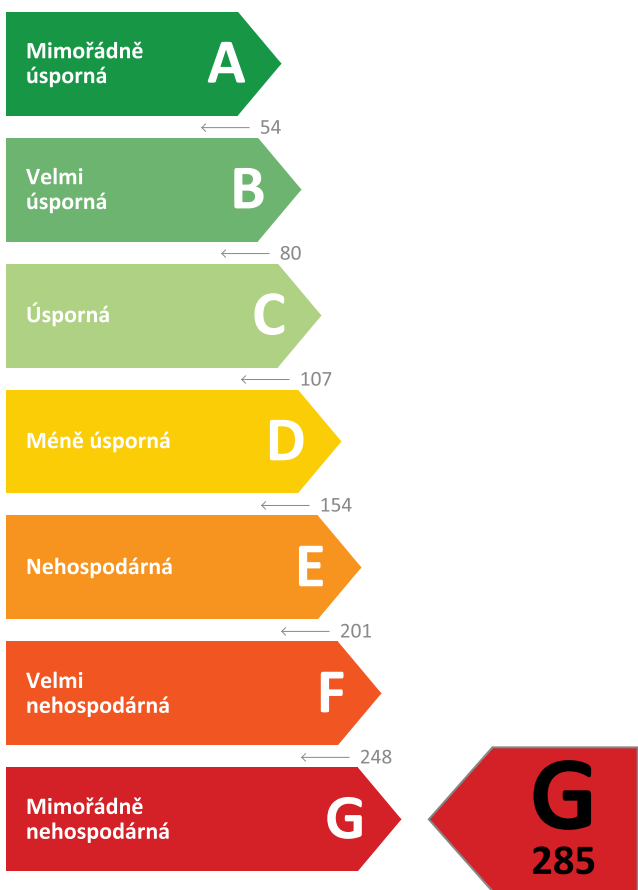 Mimořádně
úsporná
A
54
Velmi
úsporná
B
80
Úsporná
C
107
Méně úsporná
D
154
Nehospodárná
E
201
Velmi
nehospodárná
F
248
Mimořádně
nehospodárná
G
G
285